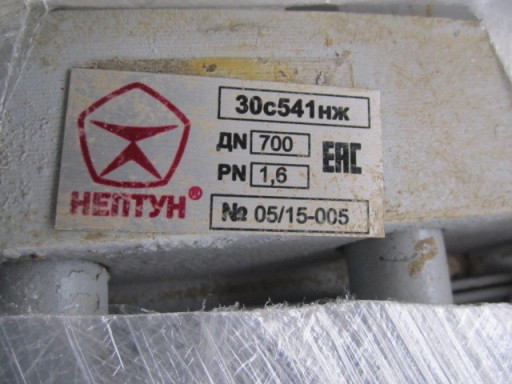 30с541нж
ДN 700
PN 1,6
ЕАС
НЕПТУН®
№ 05/15-005